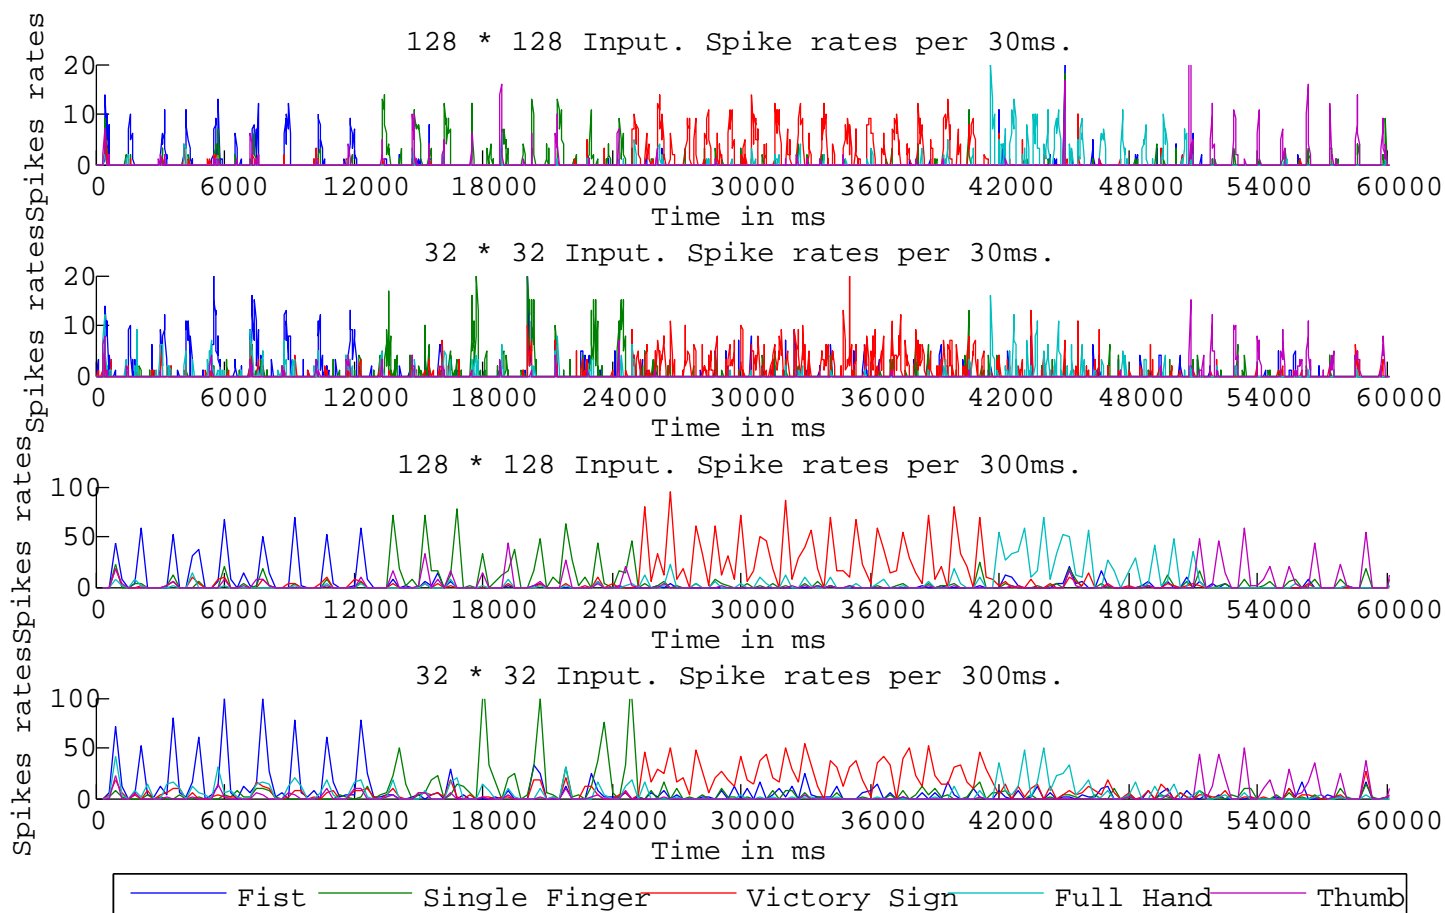 128 * 128 Input. Spike rates per 30ms.
Spikes rates
20
10
0
0 6000 12000 18000 24000 30000 36000 42000 48000 54000 60000
Time in ms
32 * 32 Input. Spike rates per 30ms.
Spikes rates
20
10
0
0 6000 12000 18000 24000 30000 36000 42000 48000 54000 60000
Time in ms
128 * 128 Input. Spike rates per 300ms.
Spikes rates
100
50
0
0 6000 12000 18000 24000 30000 36000 42000 48000 54000 60000
Time in ms
32 * 32 Input. Spike rates per 300ms.
Spikes rates
100
50
0
0 6000 12000 18000 24000 30000 36000 42000 48000 54000 60000
Time in ms
Fist Single Finger Victory Sign Full Hand Thumb